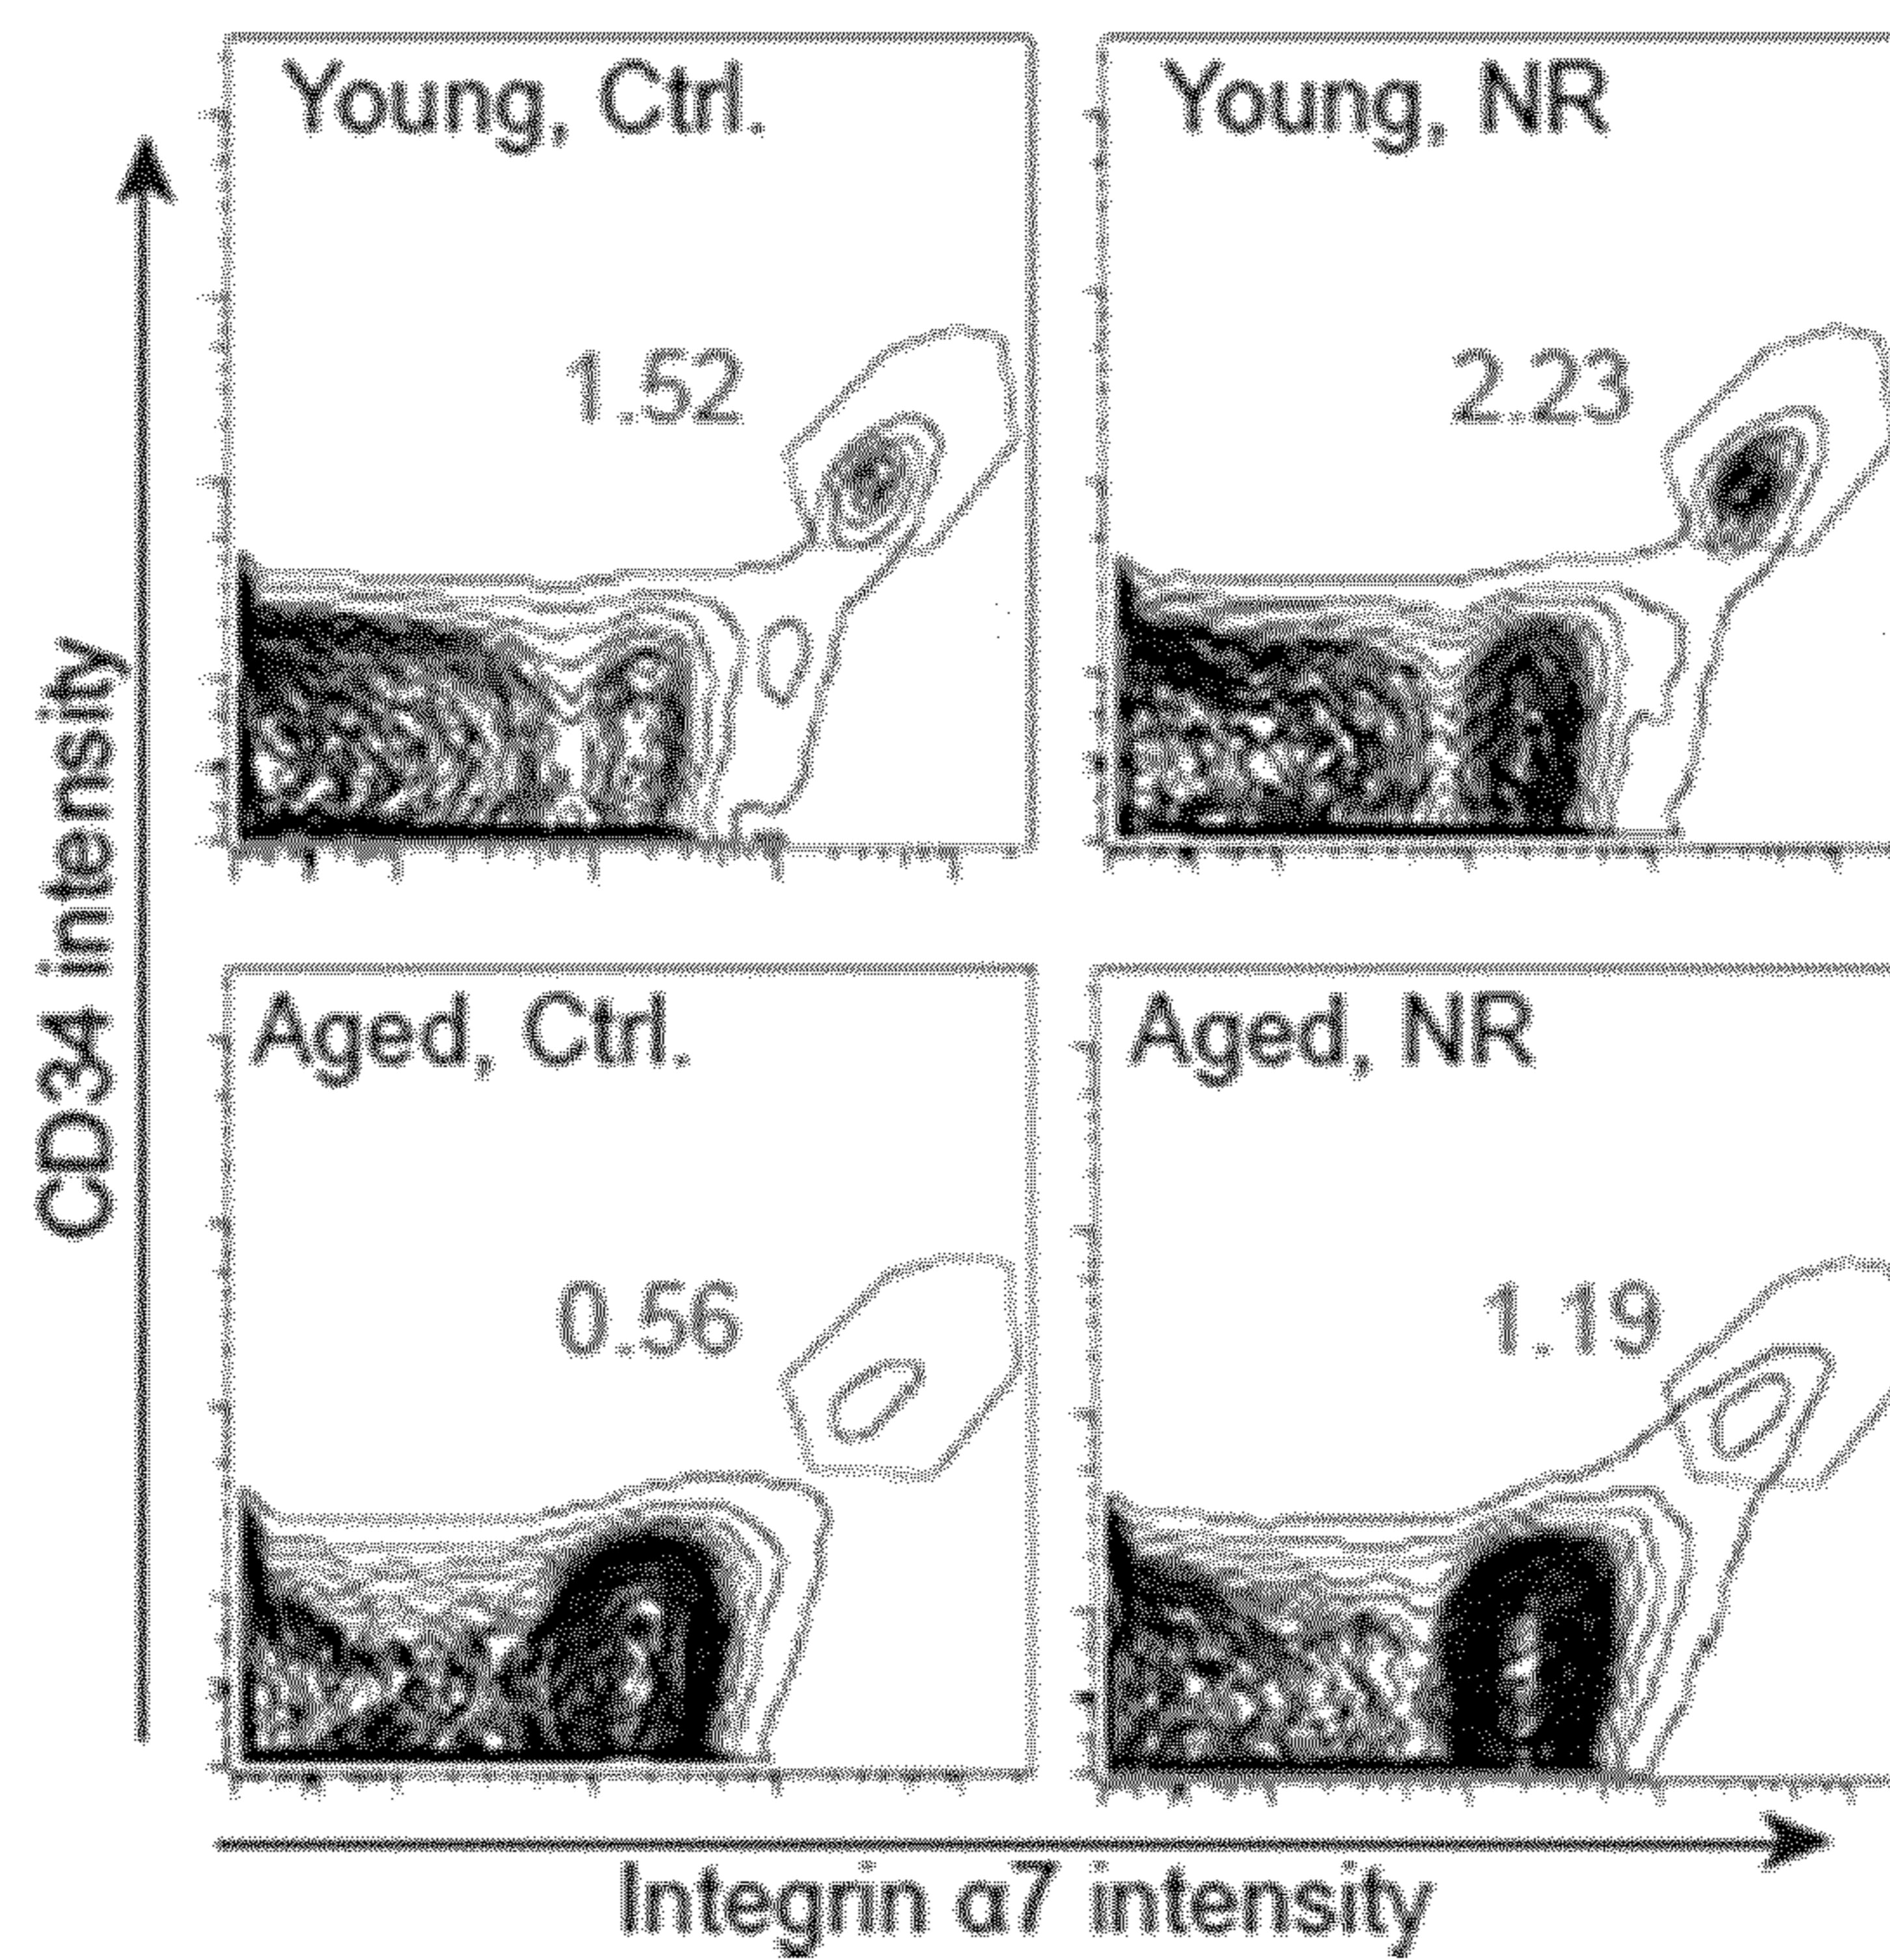 Young, Ctrl.
1.52
Young, NR
2.23
CD34 intensity
Aged, Ctrl.
0.56
Aged, NR
1.19
Integrin α7 intensity